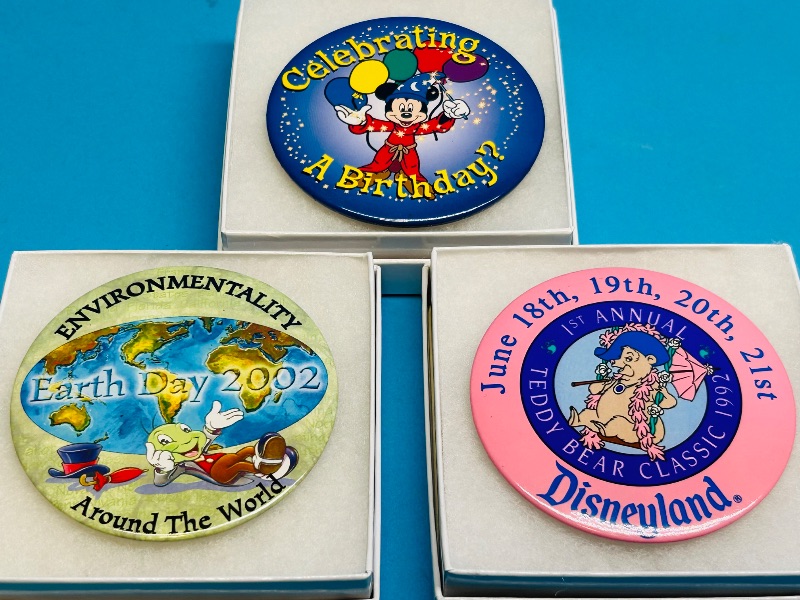 Celebrating
A Birthday?
ENVIRONMENTALITY
Earth Day 2002
Around The World
June 18th, 19th, 20th, 21st
1ST ANNUAL
TEDDY BEAR CLASSIC 1992
Disneyland®